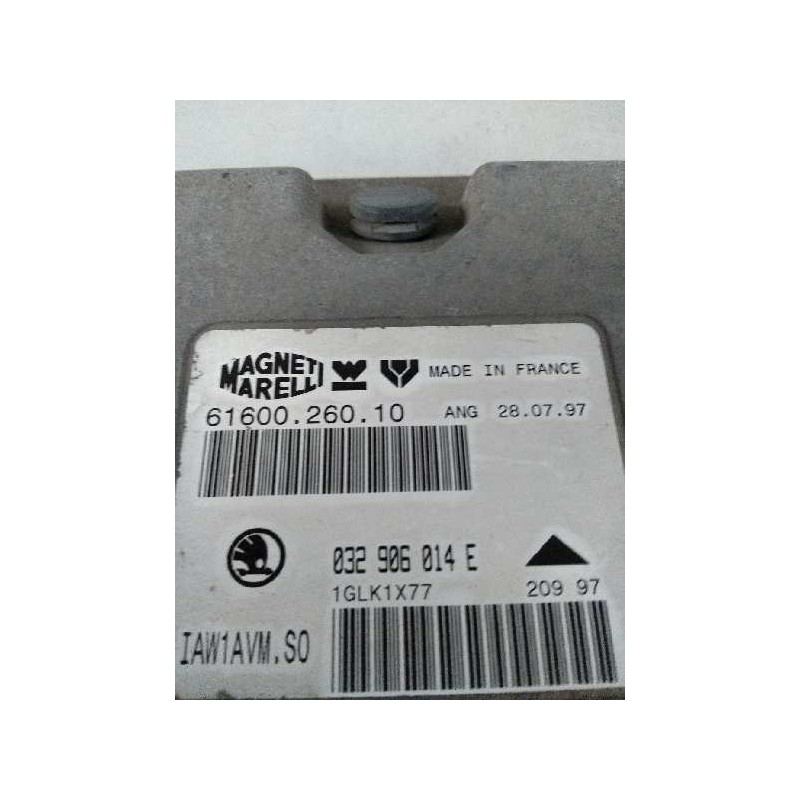 MAGNETI MARELLI MADE IN FRANCE
61600.260.10 ANG 28.07.97
032 906 014 E
1GLK1X77 209 97
IAW1AVM.S0